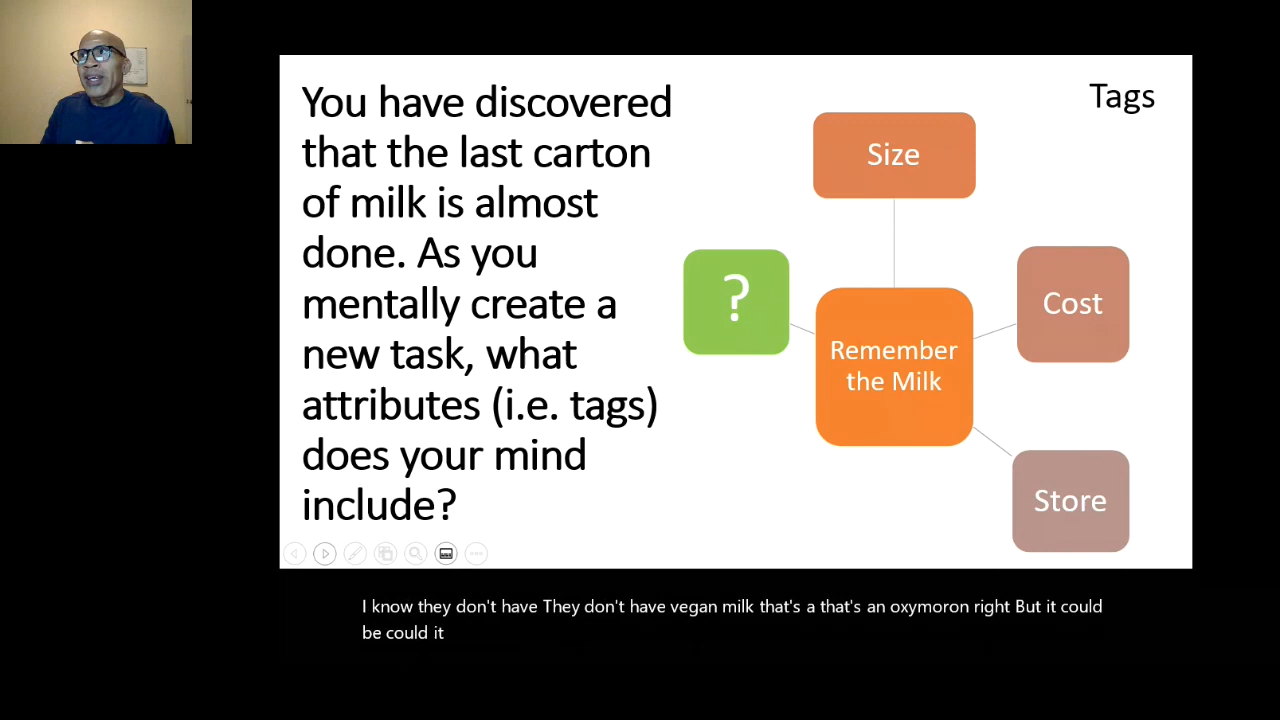 You have discovered
that the last carton
of milk is almost
done. As you
mentally create a
new task, what
attributes (i.e. tags)
does your mind
include?
Tags
Size
?
Cost
Remember
the Milk
Store
I know they don't have They don't have vegan milk that's a that's an oxymoron right But it could
be could it